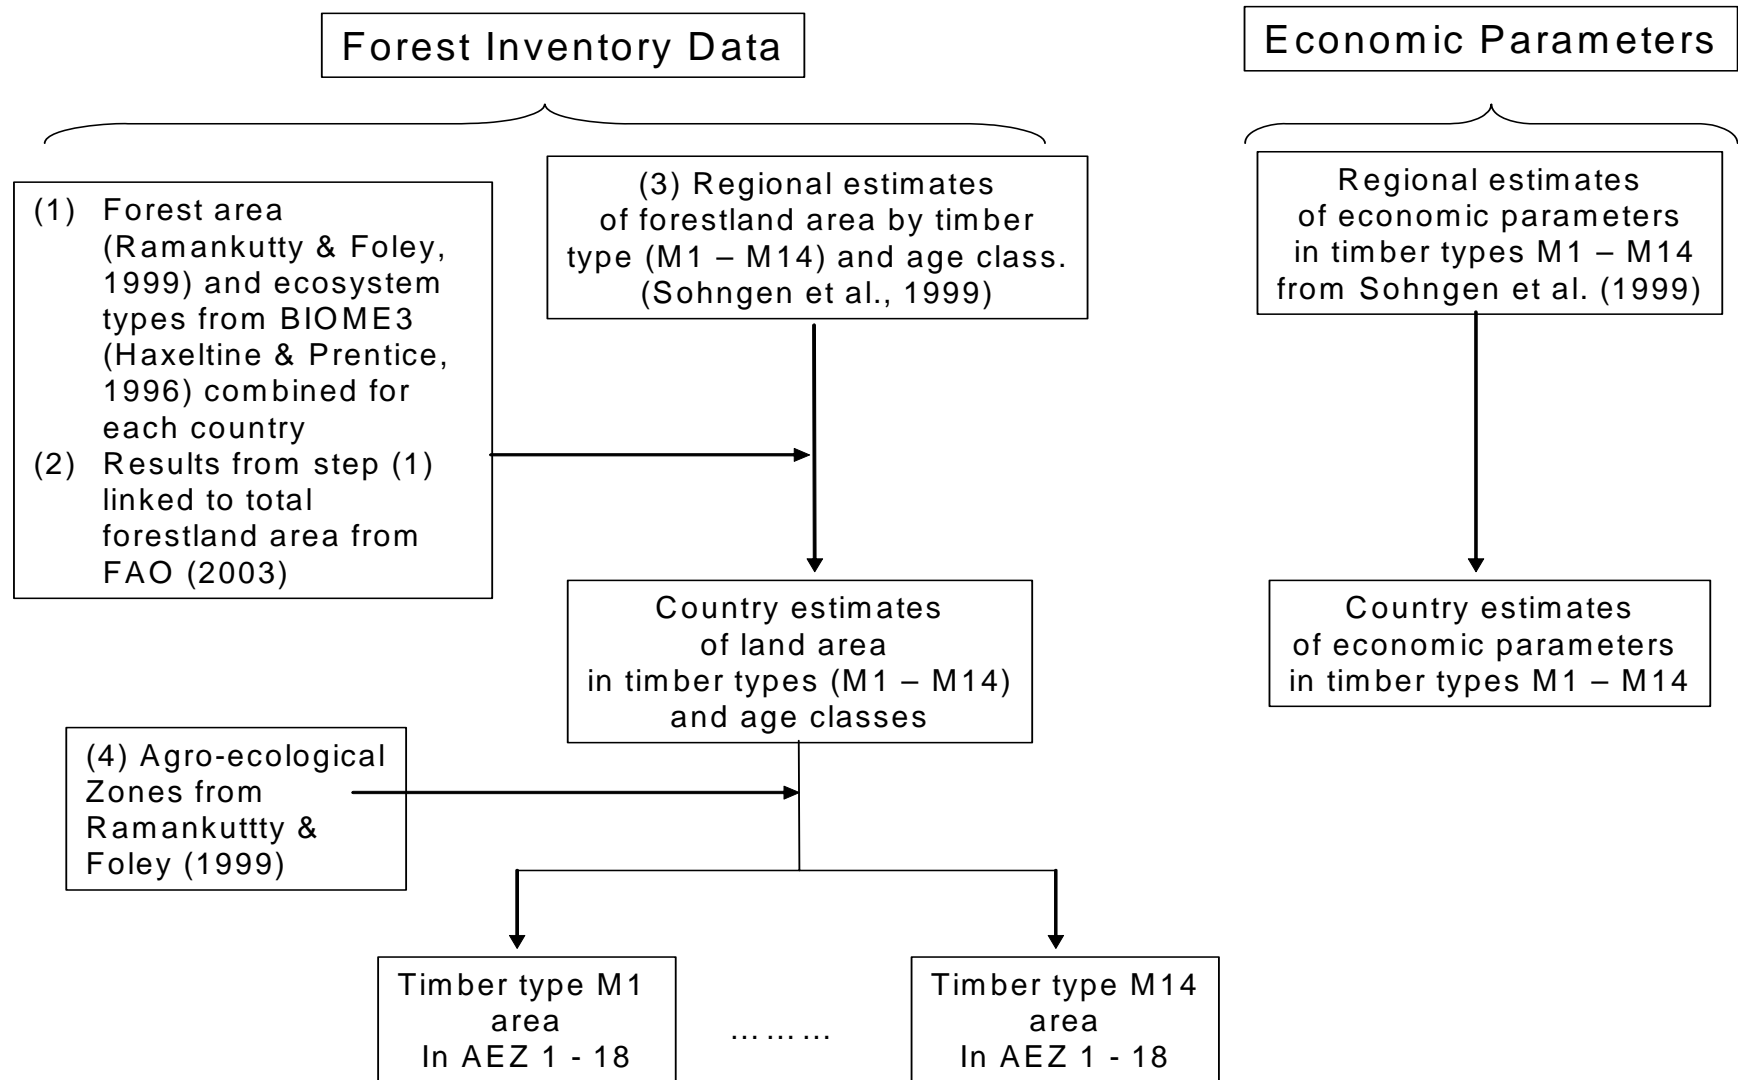 Forest Inventory Data
Economic Parameters
(1) Forest area
(Ramankutty & Foley,
1999) and ecosystem
types from BIOME3
(Haxeltine & Prentice,
1996) combined for
each country
(2) Results from step (1)
linked to total
forestland area from
FAO (2003)
(3) Regional estimates
of forestland area by timber
type (M1 – M14) and age class.
(Sohngen et al., 1999)
Regional estimates
of economic parameters
in timber types M1 – M14
from Sohngen et al. (1999)
Country estimates
of land area
in timber types (M1 – M14)
and age classes
Country estimates
of economic parameters
in timber types M1 – M14
(4) Agro-ecological
Zones from
Ramankuttty &
Foley (1999)
Timber type M1
area
In AEZ 1 - 18
………
Timber type M14
area
In AEZ 1 - 18